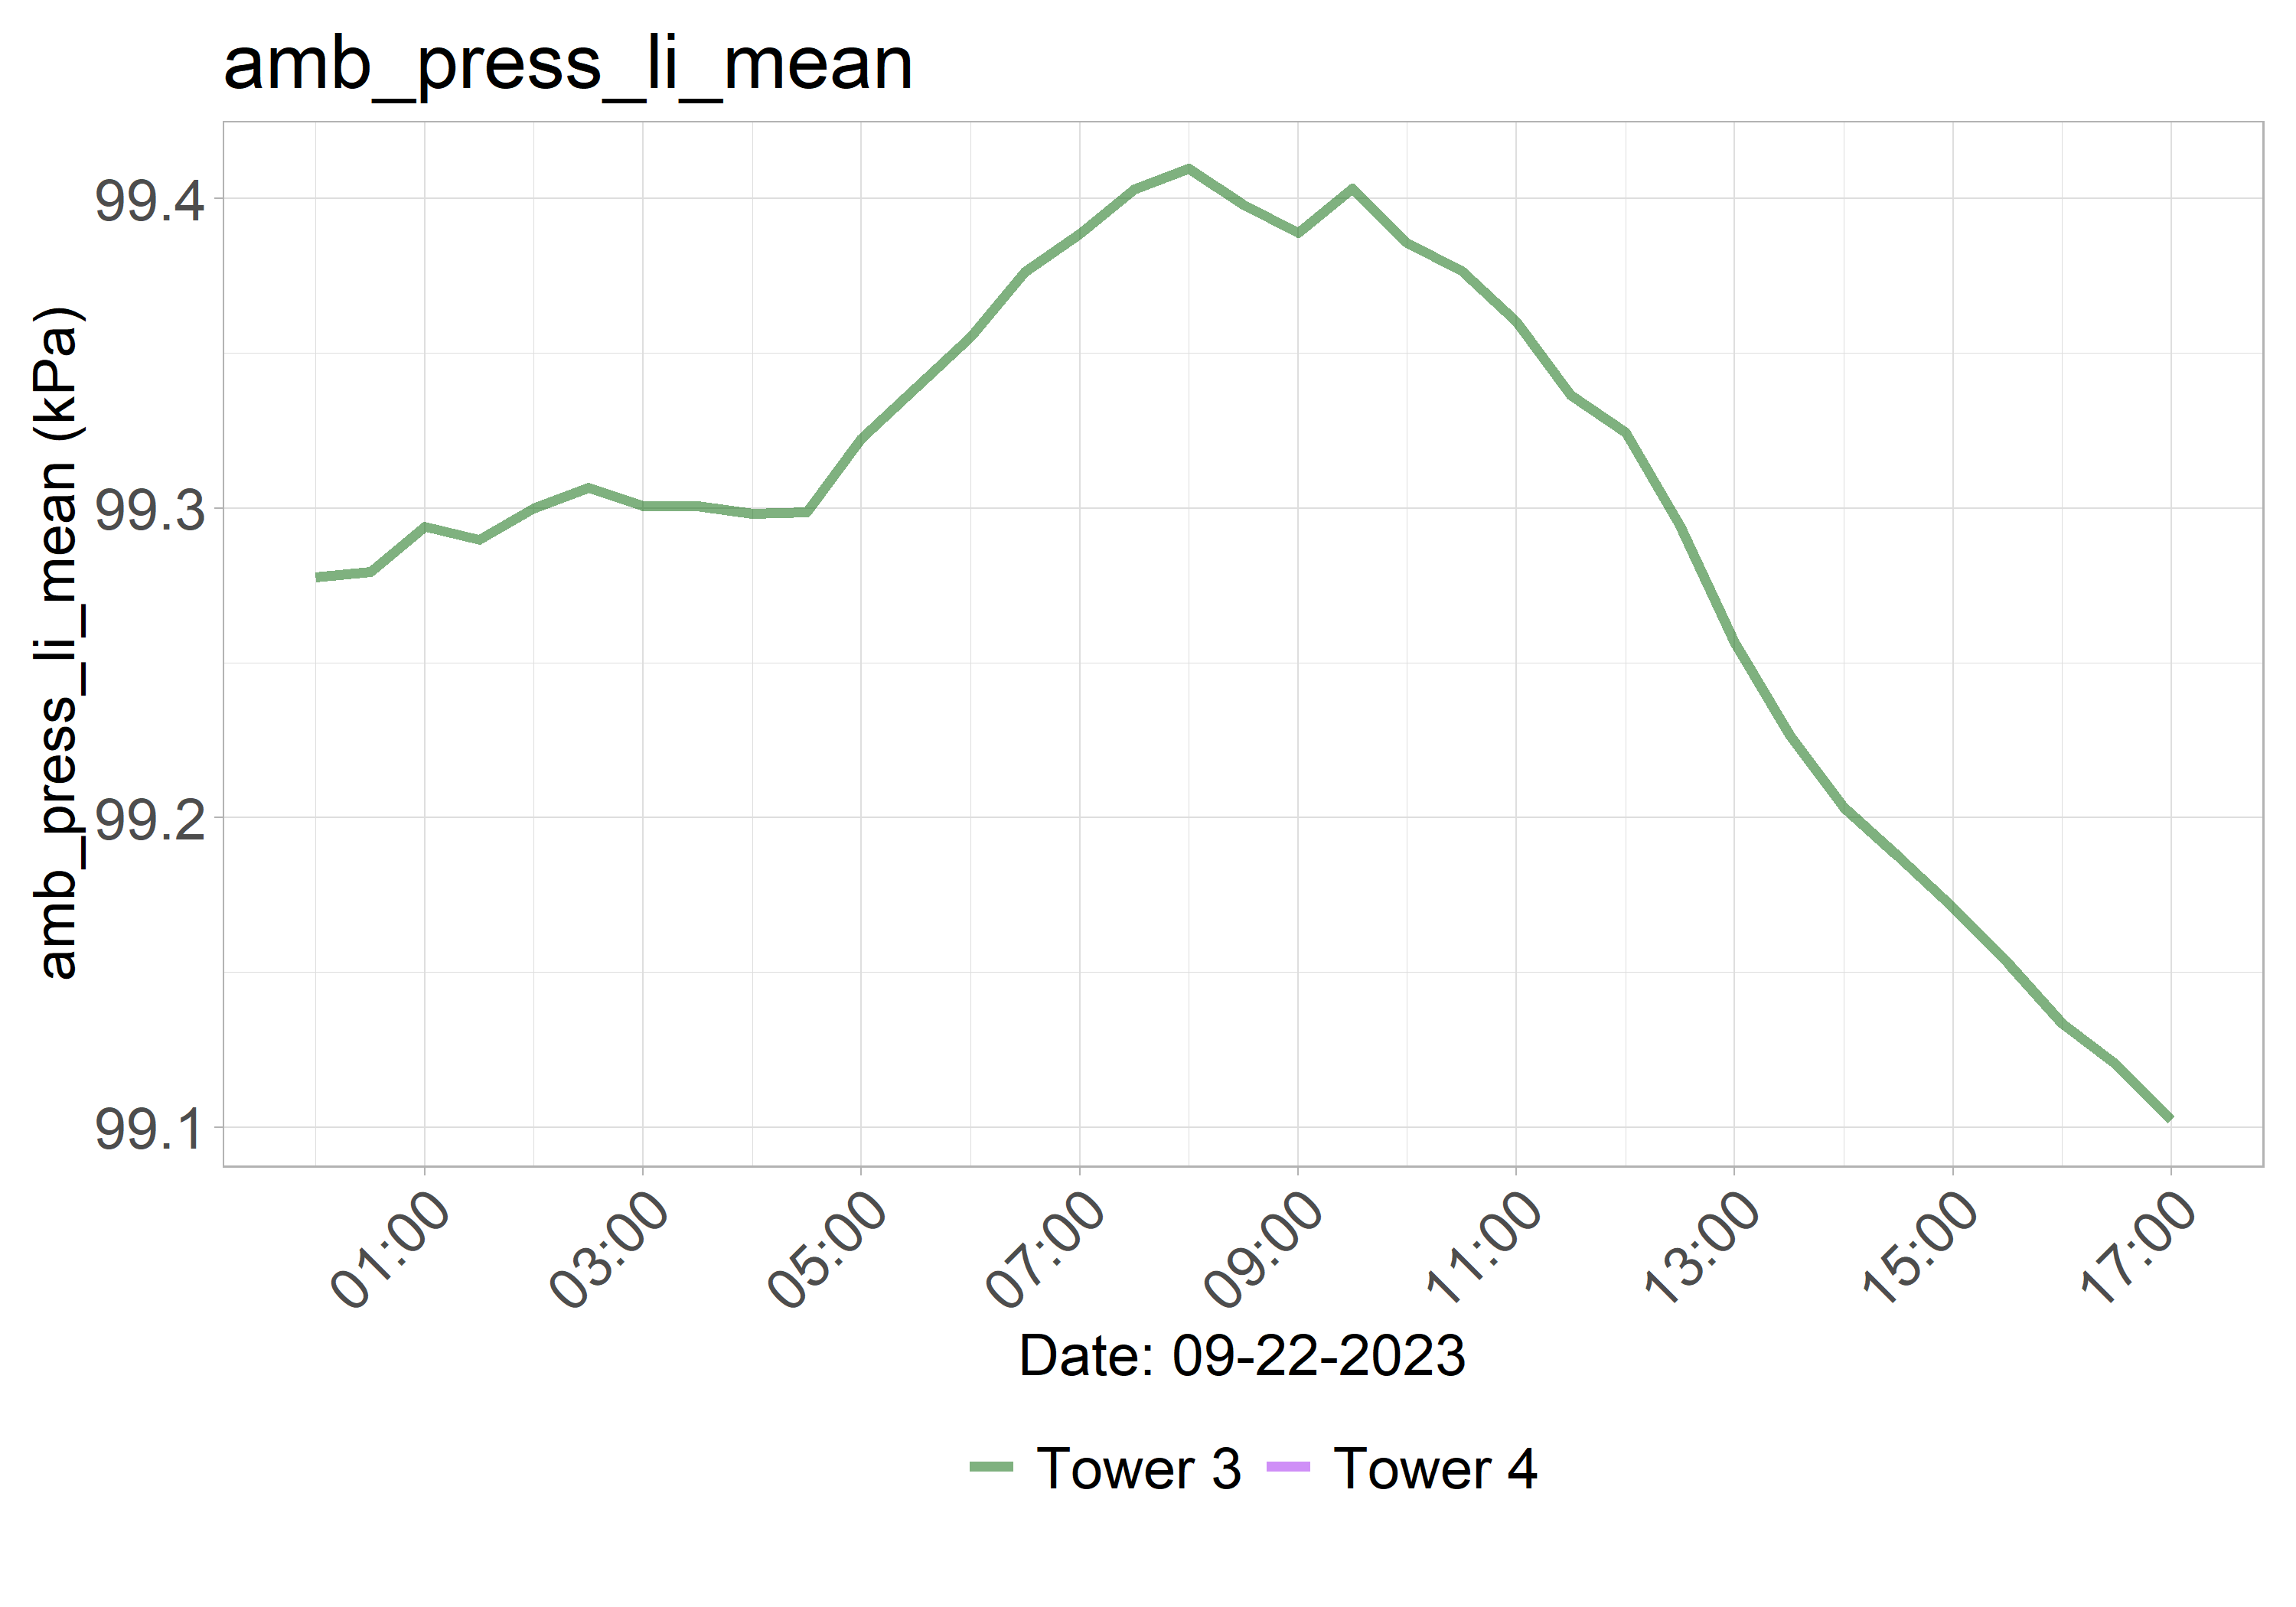 amb_press_li_mean
amb_press_li_mean (kPa)
99.4
99.3
99.2
99.1
01:00 03:00 05:00 07:00 09:00 11:00 13:00 15:00 17:00
Date: 09-22-2023
Tower 3 Tower 4